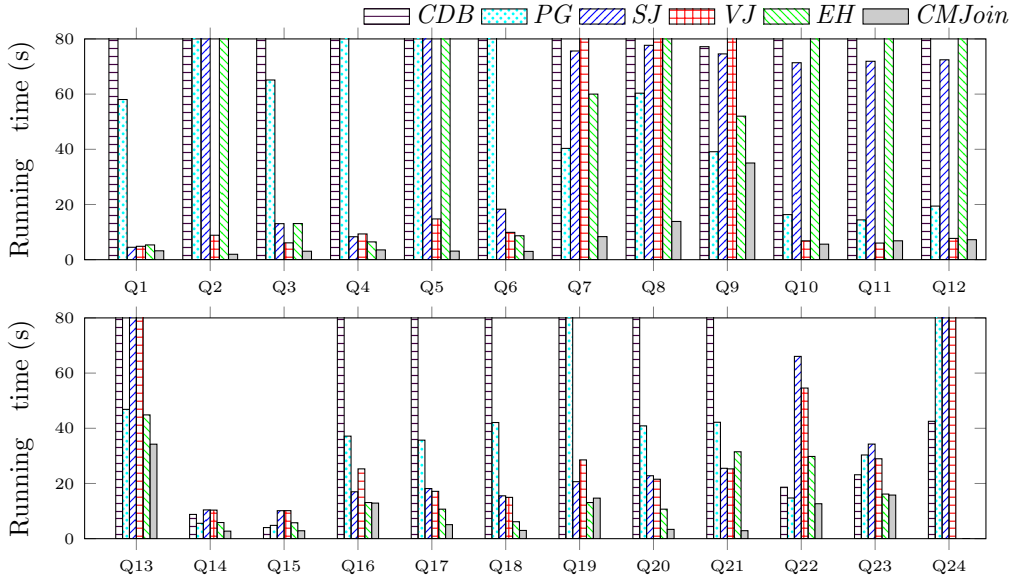 CDB PG SJ VJ EH CMJoin
Running time (s)
80
60
40
20
0
Q1 Q2 Q3 Q4 Q5 Q6 Q7 Q8 Q9 Q10 Q11 Q12
Running time (s)
80
60
40
20
0
Q13 Q14 Q15 Q16 Q17 Q18 Q19 Q20 Q21 Q22 Q23 Q24